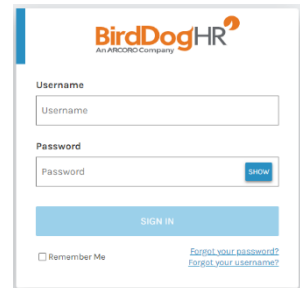 BirdDogHR
An ARCORO Company
Username
Username
Password
Password SHOW
SIGN IN
Remember Me Forgot your password?
Forgot your username?